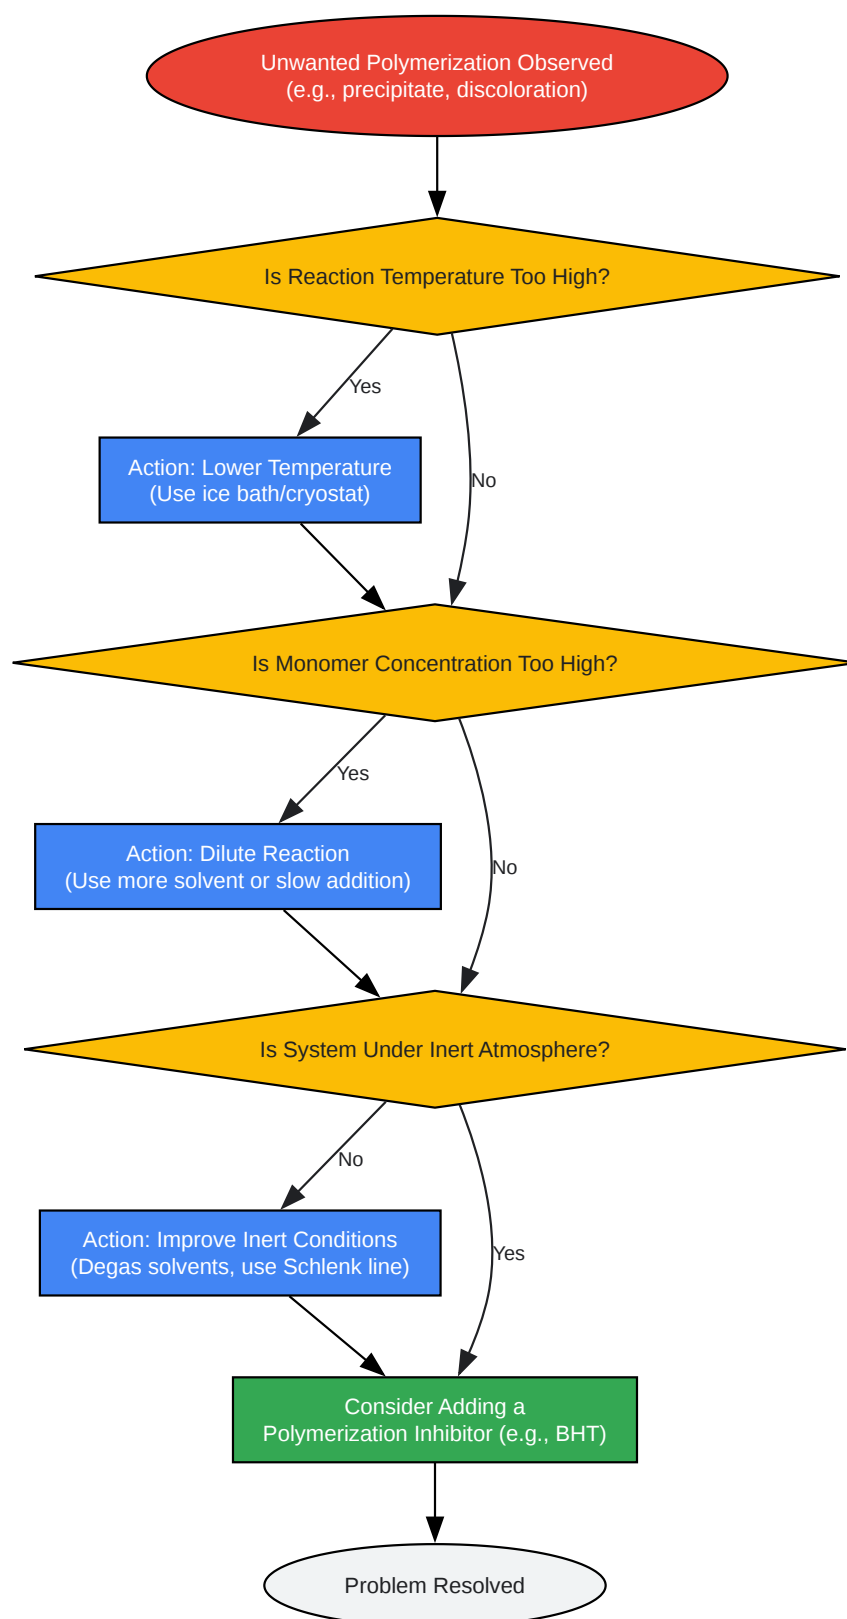 Unwanted Polymerization Observed
(e.g., precipitate, discoloration)
Is Reaction Temperature Too High?
Yes
Action: Lower Temperature
(Use ice bath/cryostat)
No
Is Monomer Concentration Too High?
Yes
Action: Dilute Reaction
(Use more solvent or slow addition)
No
Is System Under Inert Atmosphere?
No
Action: Improve Inert Conditions
(Degas solvents, use Schlenk line)
Yes
Consider Adding a
Polymerization Inhibitor (e.g., BHT)
Problem Resolved